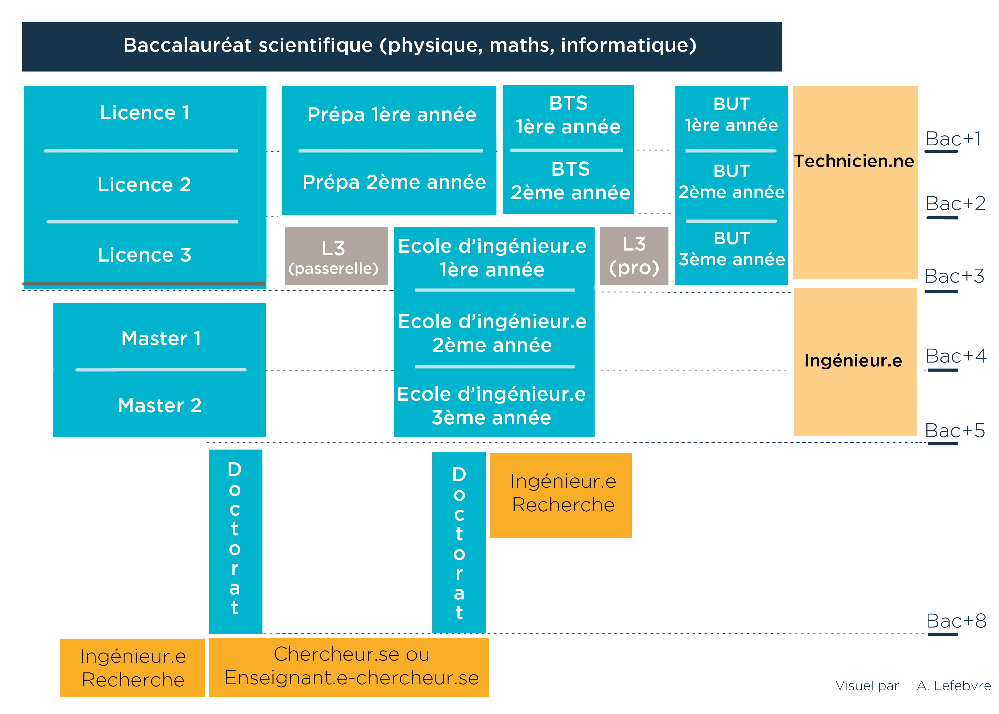 Baccalauréat scientifique (physique, maths, informatique)
Licence 1
Licence 2
Licence 3
Prépa 1ère année
Prépa 2ème année
BTS
1ère année
BTS
2ème année
BUT
1ère année
BUT
2ème année
BUT
3ème année
Technicien.ne
Bac+1
Bac+2
Bac+3
L3
(passerelle)
Ecole d'ingénieur.e
1ère année
Ecole d'ingénieur.e
2ème année
Ecole d'ingénieur.e
3ème année
L3
(pro)
Master 1
Master 2
Ingénieur.e
Bac+4
Bac+5
Doctorat
Doctorat
Ingénieur.e
Recherche
Bac+8
Ingénieur.e
Recherche
Chercheur.se ou
Enseignant.e-chercheur.se
Visuel par A. Lefebvre